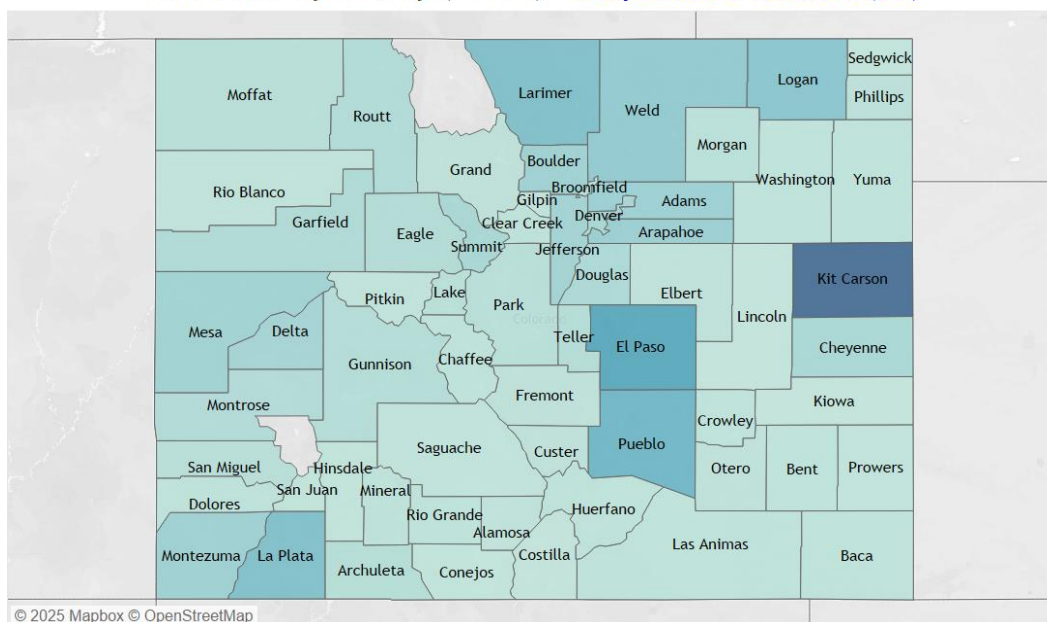 Sedgwick
Logan
Larimer
Moffat
Phillips
Weld
Routt
Morgan
Boulder
Grand
Washington
Yuma
Rio Blanco
Broomfield
Gilpin
Adams
Denver
Garfield
Clear Creek
Eagle
Arapahoe
Summit
Jefferson
Douglas
Kit Carson
Lake
Elbert
Pitkin
Park
Lincoln
Colorado
Mesa
Delta
Teller
El Paso
Cheyenne
Chaffee
Gunnison
Fremont
Montrose
Kiowa
Crowley
Pueblo
Saguache
Custer
San Miguel
Hinsdale
Otero
Bent
Prowers
San Juan
Mineral
Dolores
Huerfano
Rio Grande
Alamosa
Las Animas
Montezuma
La Plata
Costilla
Baca
Archuleta
Conejos
© 2025 Mapbox © OpenStreetMap